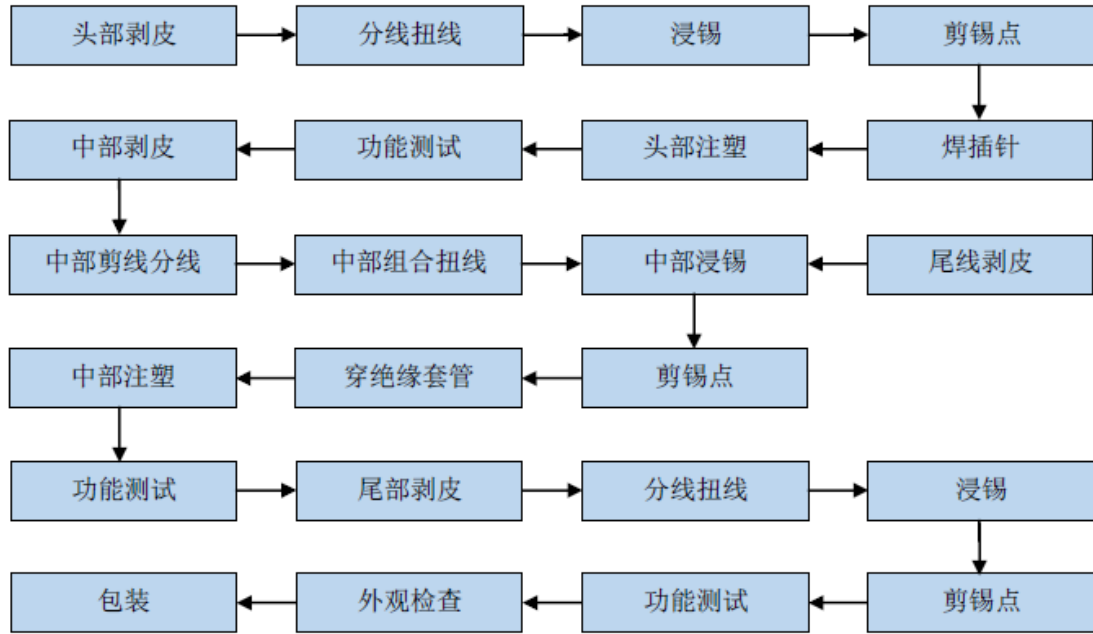 头部剥皮
分线扭线
浸锡
剪锡点
中部剥皮
功能测试
头部注塑
焊插针
中部剪线分线
中部组合扭线
中部浸锡
尾线剥皮
中部注塑
穿绝缘套管
剪锡点
功能测试
尾部剥皮
分线扭线
浸锡
包装
外观检查
功能测试
剪锡点